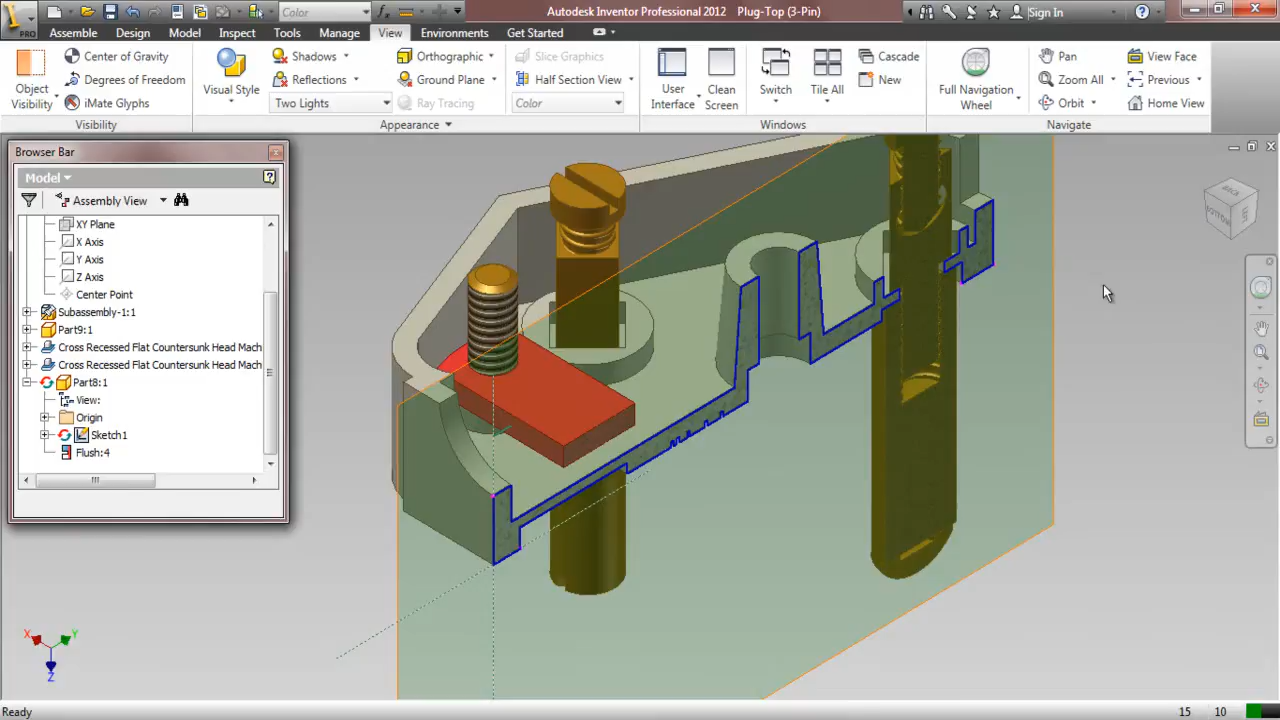 Color
Autodesk Inventor Professional 2012
Plug-Top (3-Pin)
Sign In
PRO
Assemble
Design
Model
Inspect
Tools
Manage
View
Environments
Get Started
Object Visibility
Center of Gravity
Degrees of Freedom
iMate Glyphs
Visibility
Visual Style
Shadows
Reflections
Two Lights
Orthographic
Ground Plane
Ray Tracing
Slice Graphics
Half Section View
Color
Appearance
User Interface
Clean Screen
Switch
Tile All
Cascade
New
Windows
Full Navigation Wheel
Pan
Zoom All
Orbit
View Face
Previous
Home View
Navigate
Browser Bar
Model
Assembly View
XY Plane
X Axis
Y Axis
Z Axis
Center Point
Subassembly-1:1
Part9:1
Cross Recessed Flat Countersunk Head Mach
Cross Recessed Flat Countersunk Head Mach
Part8:1
View:
Origin
Sketch1
Flush:4
BACK
BOTTOM
X
Y
Z
Ready
15
10